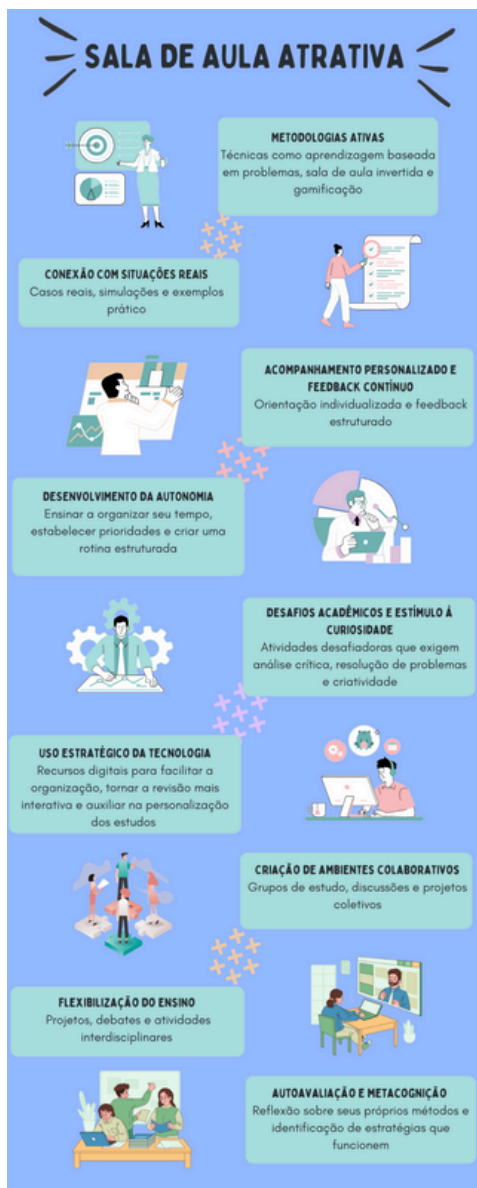 SALA DE AULA ATRATIVA
METODOLOGIAS ATIVAS
Técnicas como aprendizagem baseada
em problemas, sala de aula invertida e
gamificação
CONEXÃO COM SITUAÇÕES REAIS
Casos reais, simulações e exemplos
prático
ACOMPANHAMENTO PERSONALIZADO E
FEEDBACK CONTÍNUO
Orientação individualizada e feedback
estruturado
DESENVOLVIMENTO DA AUTONOMIA
Ensinar a organizar seu tempo,
estabelecer prioridades e criar uma
rotina estruturada
DESAFIOS ACADÊMICOS E ESTÍMULO À
CURIOSIDADE
Atividades desafiadoras que exigem
análise crítica, resolução de problemas
e criatividade
USO ESTRATÉGICO DA TECNOLOGIA
Recursos digitais para facilitar a
organização, tornar a revisão mais
interativa e auxiliar na personalização
dos estudos
CRIAÇÃO DE AMBIENTES COLABORATIVOS
Grupos de estudo, discussões e projetos
coletivos
FLEXIBILIZAÇÃO DO ENSINO
Projetos, debates e atividades
interdisciplinares
AUTOAVALIAÇÃO E METACOGNIÇÃO
Reflexão sobre seus próprios métodos e
identificação de estratégias que
funcionem